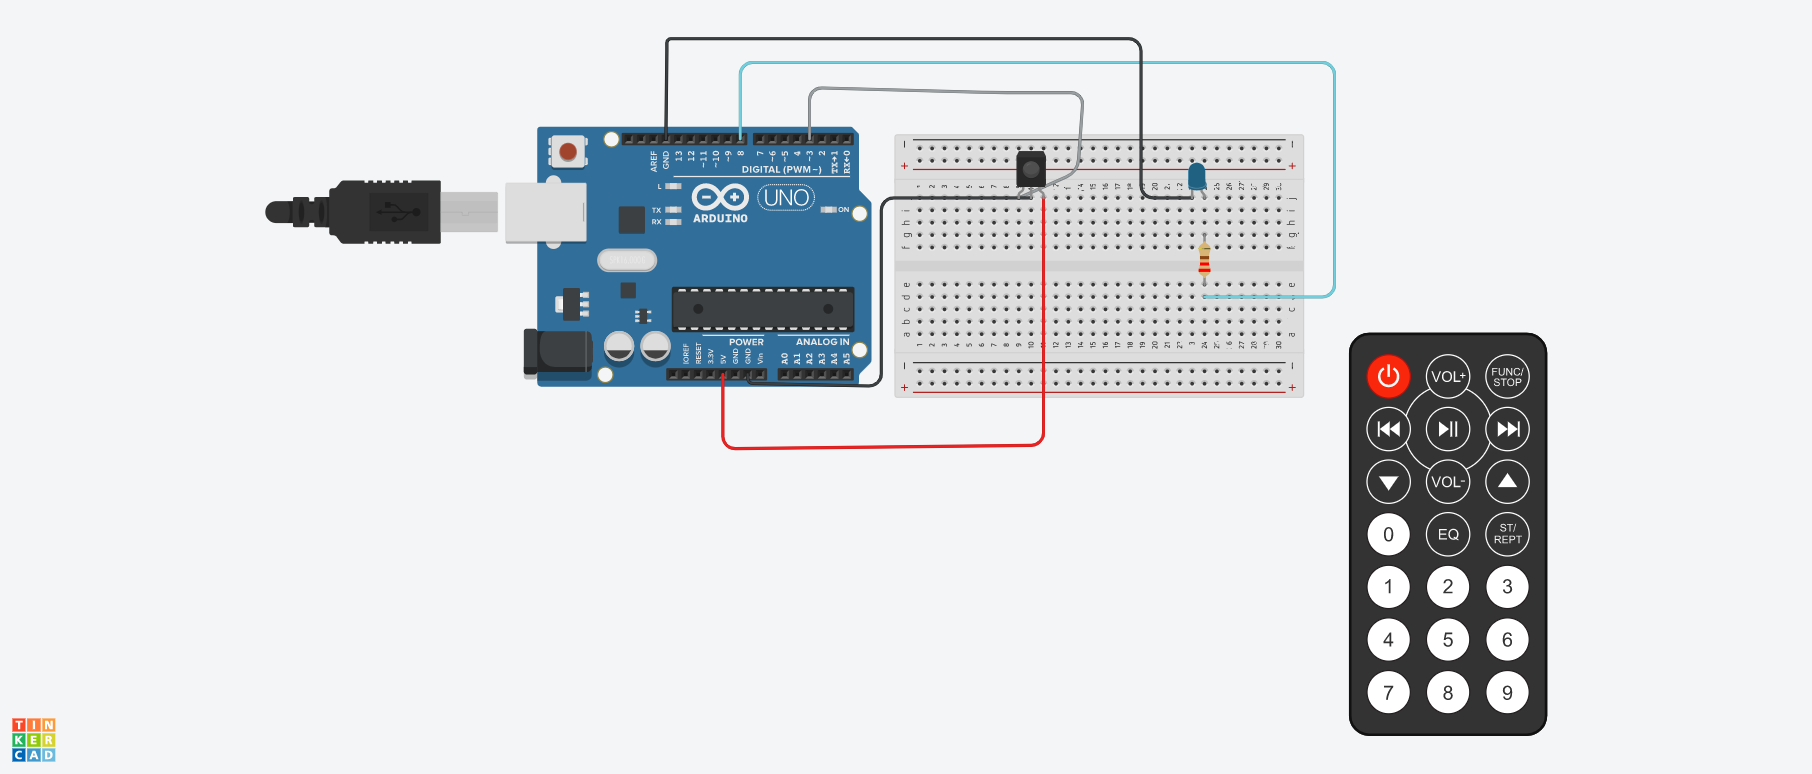 AREF
GND
13
12
~11
~10
~9
8
7
~6
~5
4
~3
2
TX→1
RX←0
DIGITAL (PWM~)
L
TX
RX
ARDUINO
UNO
ON
POWER
ANALOG IN
IOREF
RESET
3.3V
5V
GND
GND
Vin
A0
A1
A2
A3
A4
A5
VOL+
FUNC/
STOP
VOL-
0
EQ
ST/
REPT
1 2 3
4 5 6
7 8 9
TIN
KER
CAD